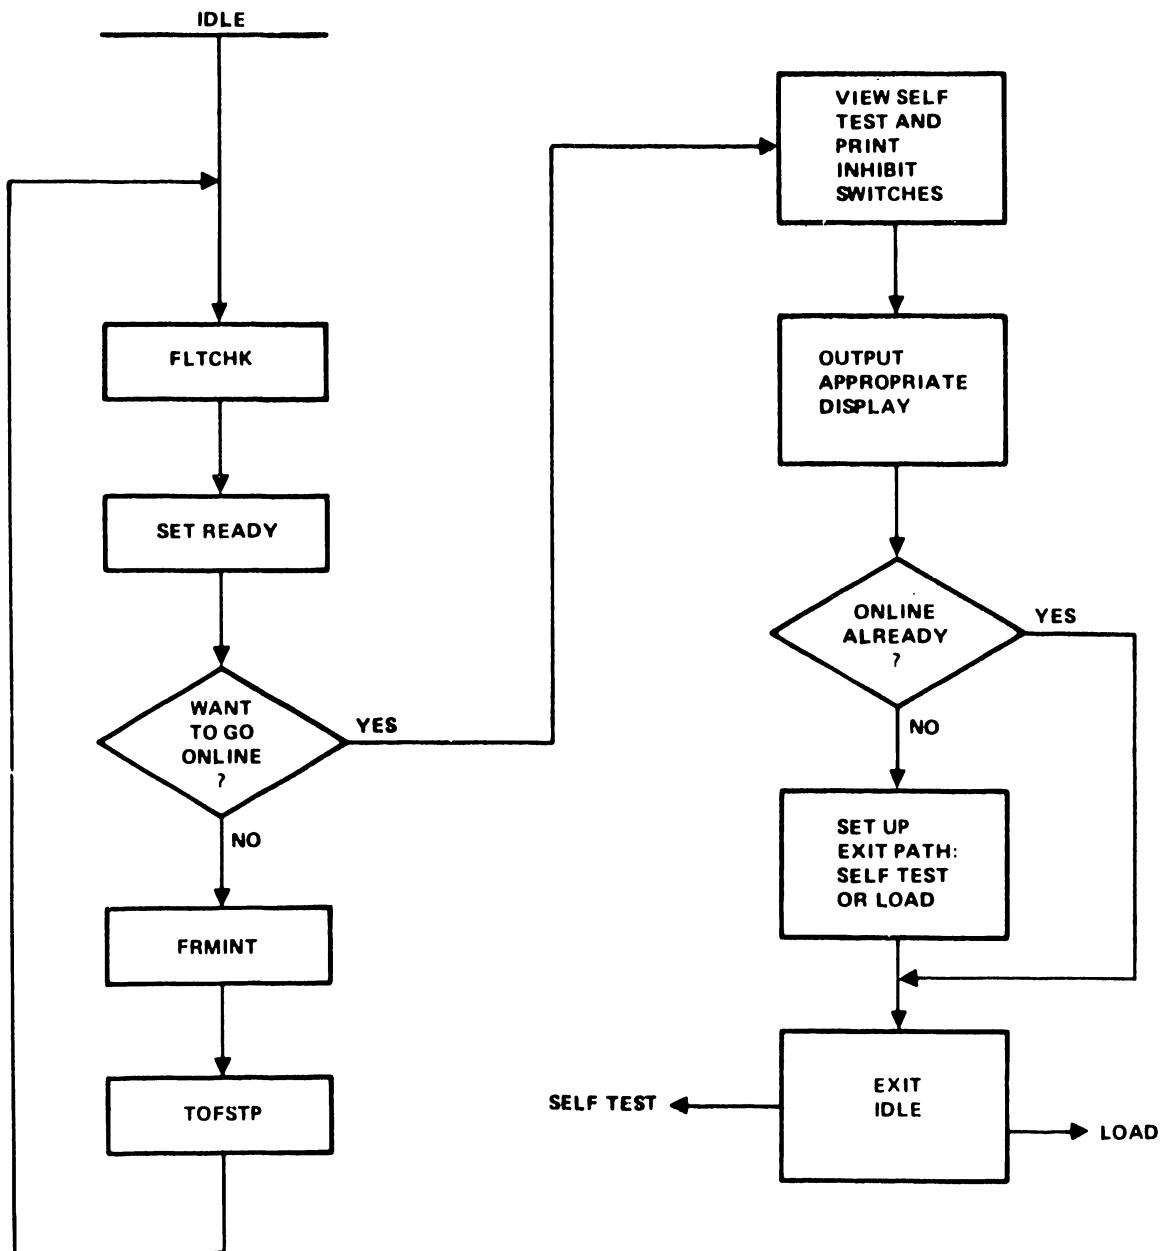 IDLE
FLTCHK
SET READY
WANT
TO GO
ONLINE
?
YES
NO
FRMINT
TOFSTP
VIEW SELF
TEST AND
PRINT
INHIBIT
SWITCHES
OUTPUT
APPROPRIATE
DISPLAY
ONLINE
ALREADY
?
YES
NO
SET UP
EXIT PATH:
SELF TEST
OR LOAD
EXIT
IDLE
SELF TEST
LOAD